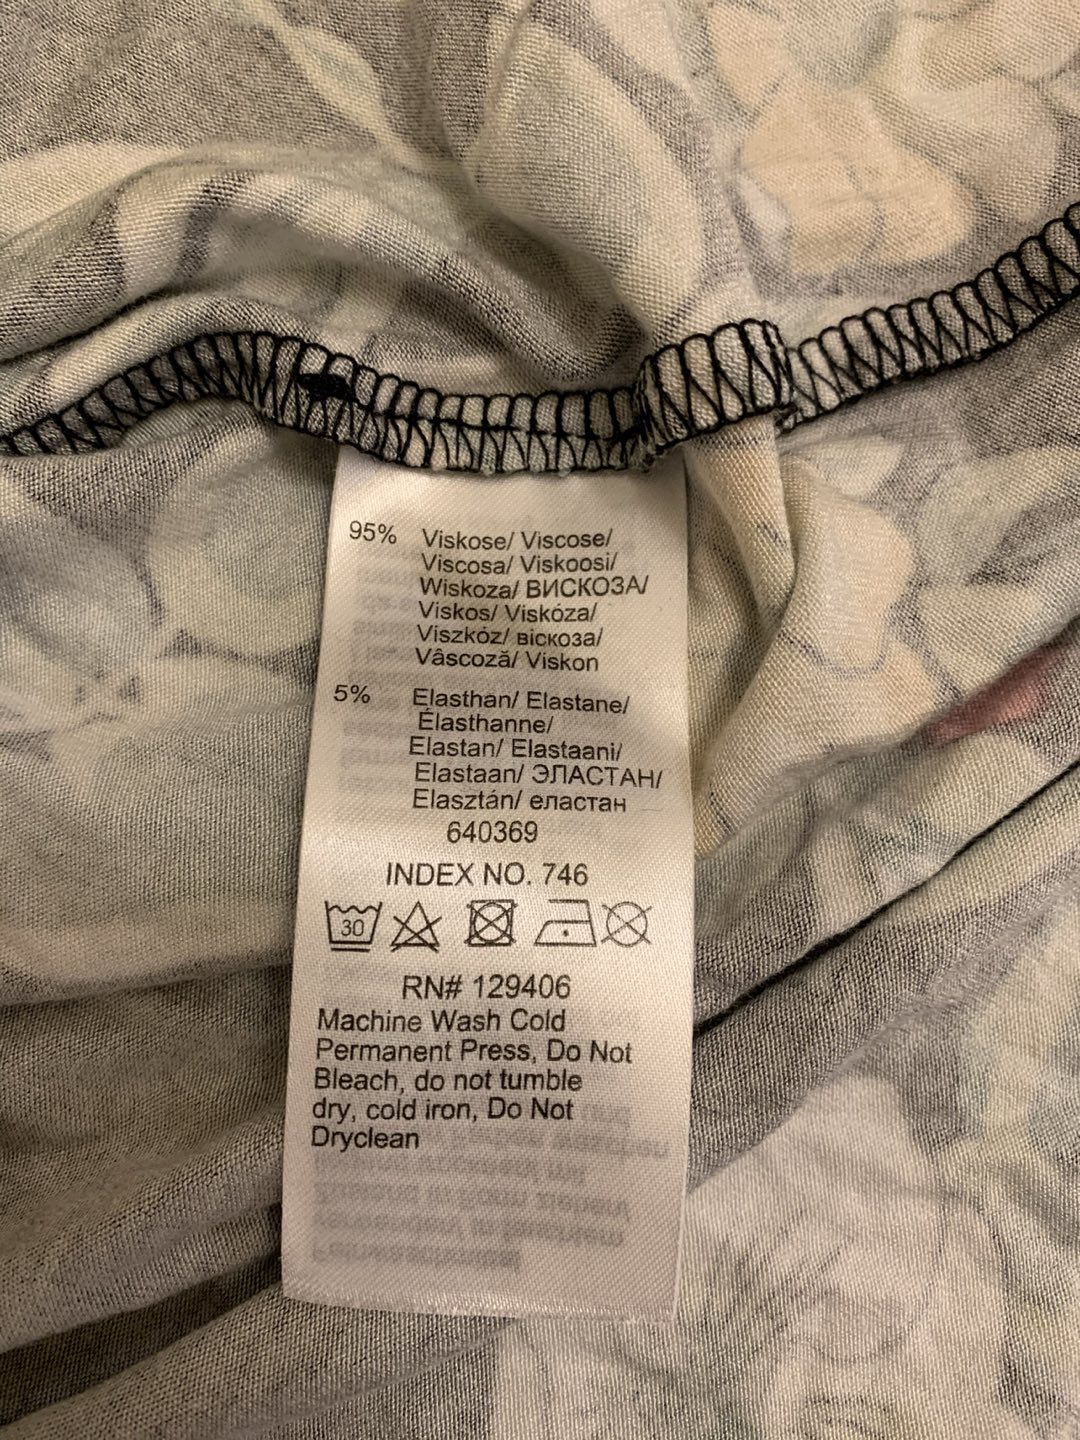 95% Viskose/ Viscose/
Viscosa/ Viskoosi/
Wiskoza/ ВИСКОЗА/
Viskos/ Viskóza/
Viszkóz/ віскоза/
Vâscoză/ Viskon
5% Elasthan/ Elastane/
Élasthanne/
Elastan/ Elastaani/
Elastaan/ ЭЛАСТАН/
Elasztán/ еластан
640369
INDEX NO. 746
30
RN# 129406
Machine Wash Cold
Permanent Press, Do Not
Bleach, do not tumble
dry, cold iron, Do Not
Dryclean